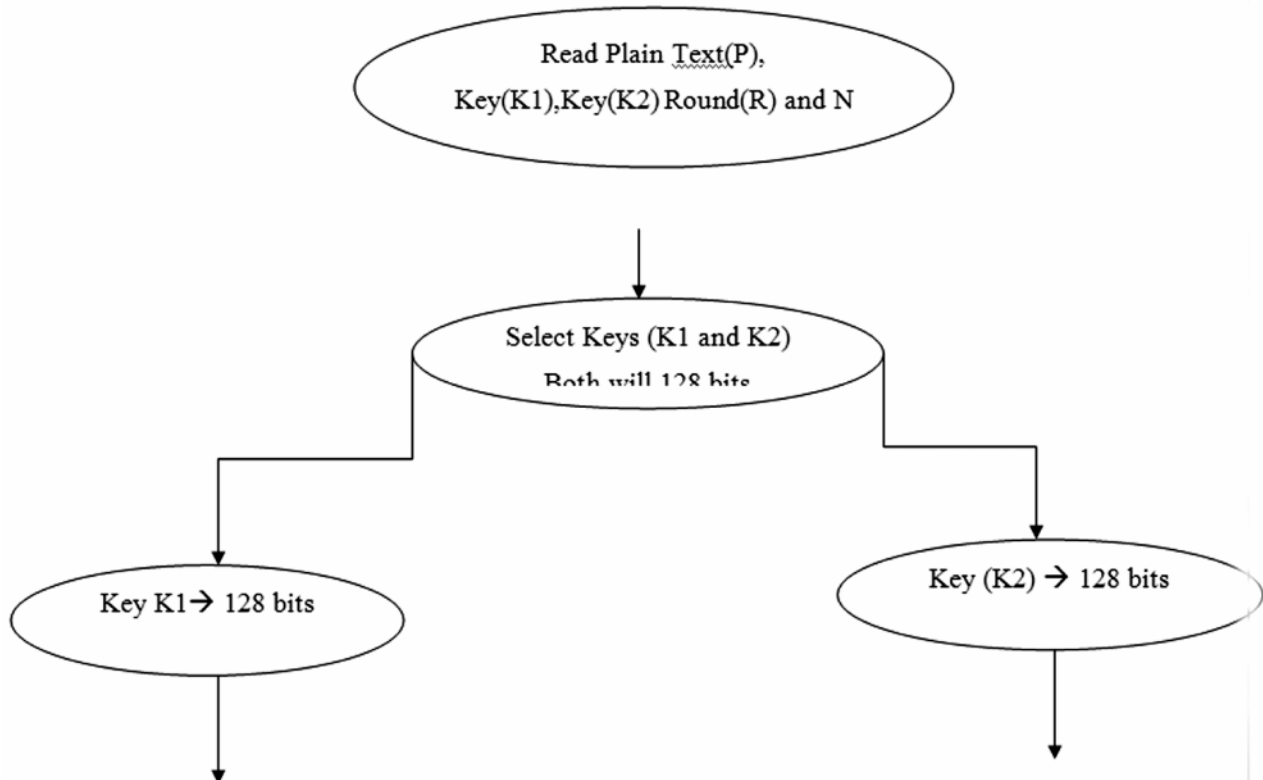 Read Plain Text(P),
Key(K1),Key(K2) Round(R) and N
Select Keys (K1 and K2)
Both will 128 bits
Key K1→ 128 bits
Key (K2) → 128 bits